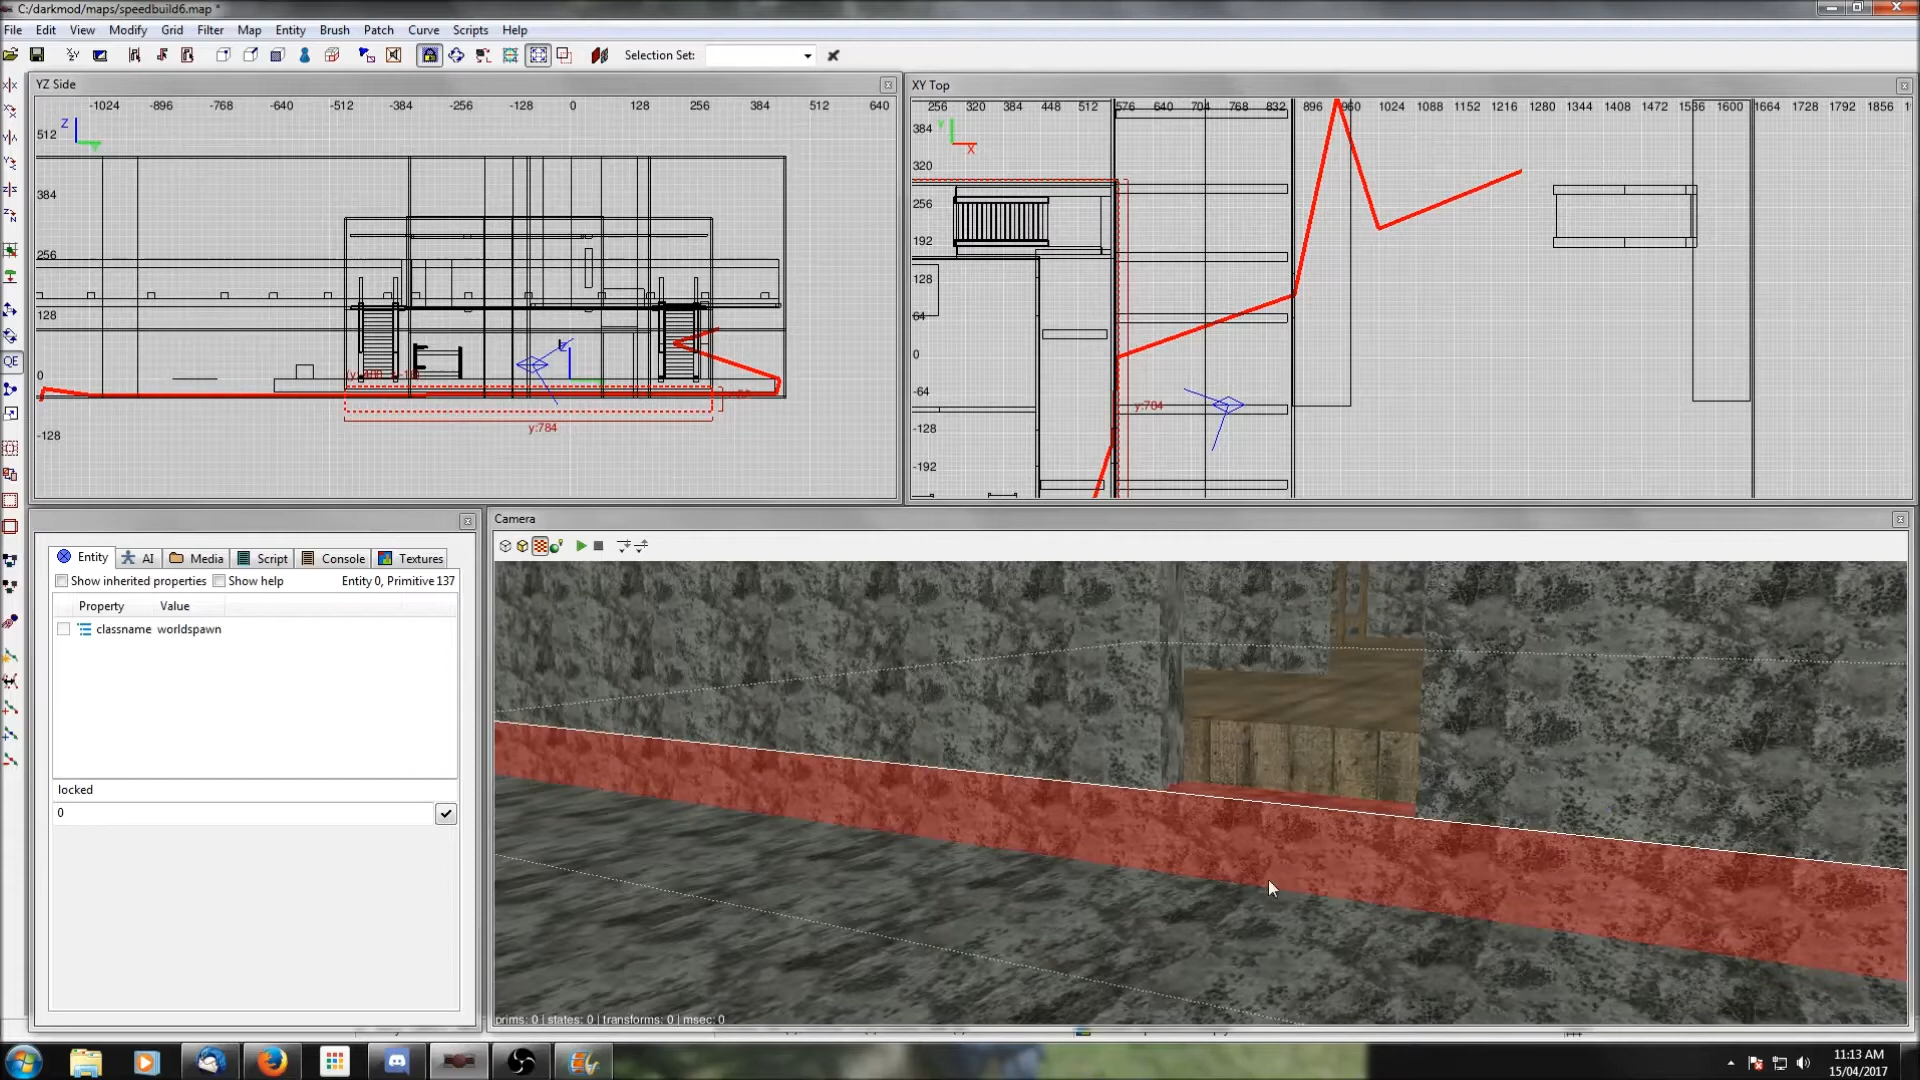 C:/darkmod/maps/speedbuild6.map *
File Edit View Modify Grid Filter Map Entity Brush Patch Curve Scripts Help
Selection Set:
YZ Side
-1024 -896 -768 -640 -512 -384 -256 -128 0 128 256 384 512 640
Z
512
384
256
128
0
-128
y:784
XY Top
256 320 384 448 512 576 640 704 768 832 896 960 1024 1088 1152 1216 1280 1344 1408 1472 1536 1600 1664 1728 1792 1856
Y
X
384
320
256
192
128
64
0
-64
-128
-192
y:784
Entity AI Media Script Console Textures
Show inherited properties Show help Entity 0, Primitive 137
Property Value
classname worldspawn
locked
0
Camera
prims: 0 | states: 0 | transforms: 0 | msec: 0
QE
11:13 AM
15/04/2017